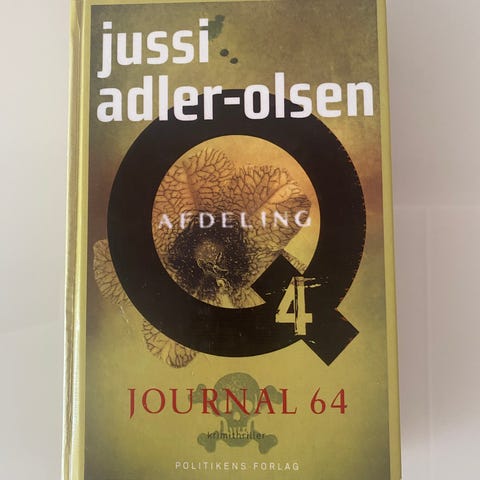 jussi
adler-olsen
Q
AFDELING
4
JOURNAL 64
krimithriller
POLITIKENS FORLAG